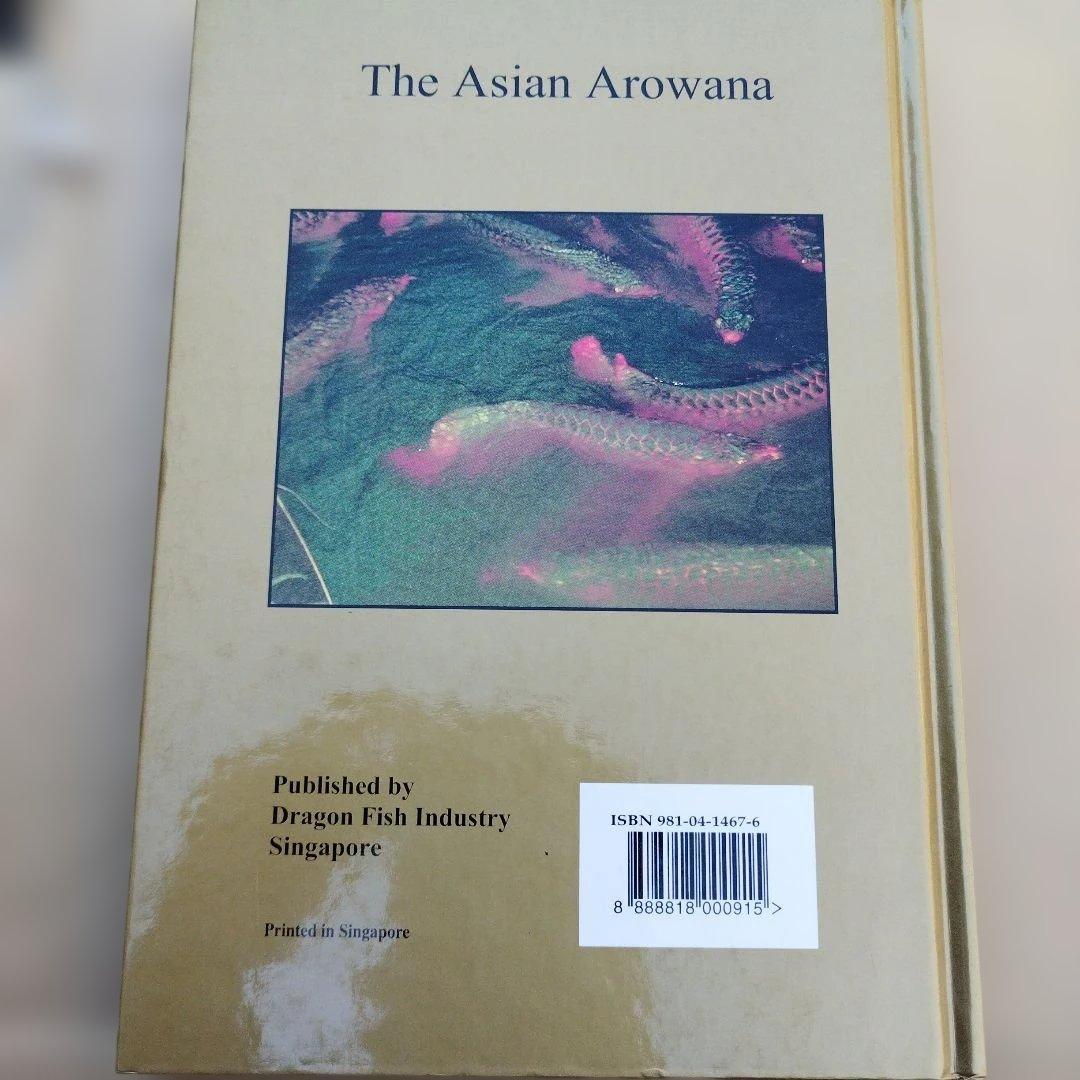 The Asian Arowana
Published by
Dragon Fish Industry
Singapore
Printed in Singapore
ISBN 981-04-1467-6
8 888818 000915 >